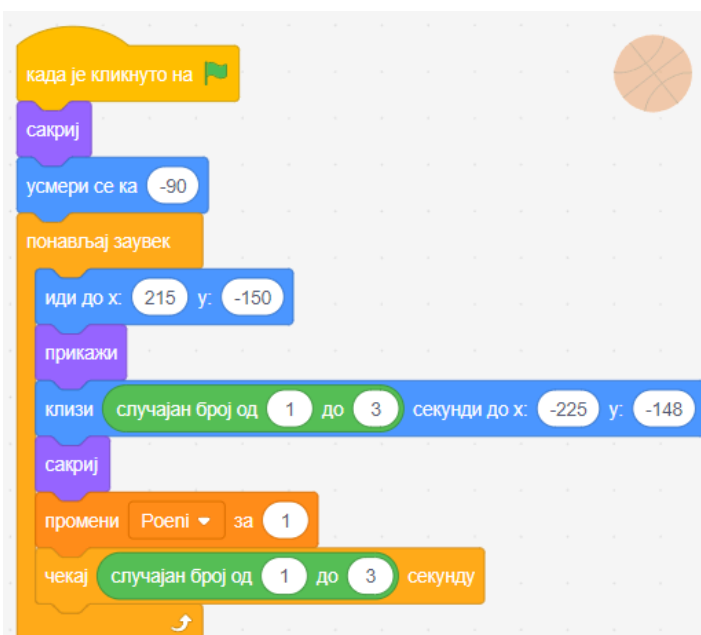 када је кликнуто на
сакриј
усмери се ка -90
понављај заувек
иди до x: 215 y: -150
прикажи
клизи случајан број од 1 до 3 секунди до x: -225 y: -148
сакриј
промени Poeni за 1
чекај случајан број од 1 до 3 секунду